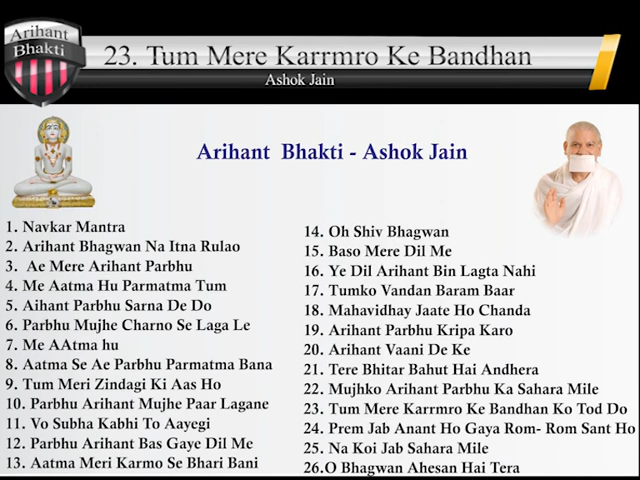 Arihant
Bhakti
23. Tum Mere Karrmro Ke Bandhan
Ashok Jain
Arihant Bhakti - Ashok Jain
1. Navkar Mantra
2. Arihant Bhagwan Na Itna Rulao
3. Ae Mere Arihant Parbhu
4. Me Aatma Hu Parmatma Tum
5. Aihant Parbhu Sarna De Do
6. Parbhu Mujhe Charno Se Laga Le
7. Me AAtma hu
8. Aatma Se Ae Parbhu Parmatma Bana
9. Tum Meri Zindagi Ki Aas Ho
10. Parbhu Arihant Mujhe Paar Lagane
11. Vo Subha Kabhi To Aayegi
12. Parbhu Arihant Bas Gaye Dil Me
13. Aatma Meri Karmo Se Bhari Bani
14. Oh Shiv Bhagwan
15. Baso Mere Dil Me
16. Ye Dil Arihant Bin Lagta Nahi
17. Tumko Vandan Baram Baar
18. Mahavidhay Jaate Ho Chanda
19. Arihant Parbhu Kripa Karo
20. Arihant Vaani De Ke
21. Tere Bhitar Bahut Hai Andhera
22. Mujhko Arihant Parbhu Ka Sahara Mile
23. Tum Mere Karrmro Ke Bandhan Ko Tod Do
24. Prem Jab Anant Ho Gaya Rom- Rom Sant Ho
25. Na Koi Jab Sahara Mile
26.O Bhagwan Ahesan Hai Tera